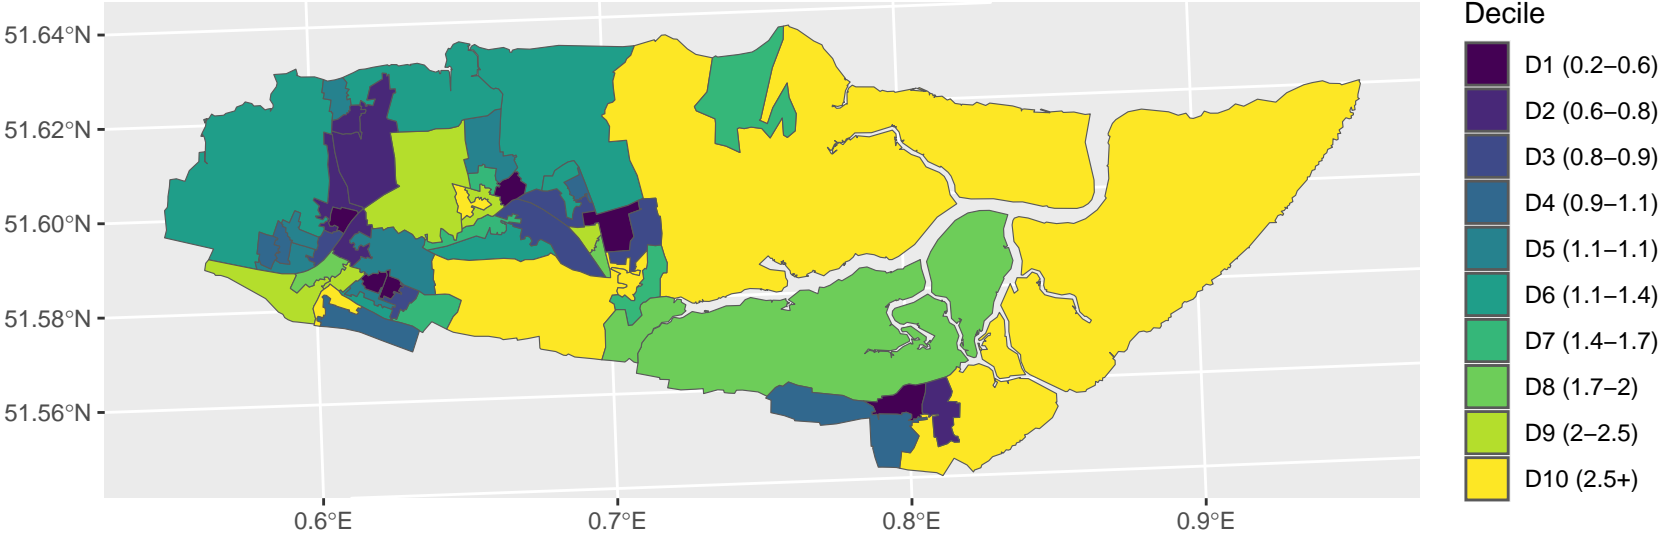 51.64°N
51.62°N
51.60°N
51.58°N
51.56°N
0.6°E
0.7°E
0.8°E
0.9°E
Decile
D1 (0.2–0.6)
D2 (0.6–0.8)
D3 (0.8–0.9)
D4 (0.9–1.1)
D5 (1.1–1.1)
D6 (1.1–1.4)
D7 (1.4–1.7)
D8 (1.7–2)
D9 (2–2.5)
D10 (2.5+)